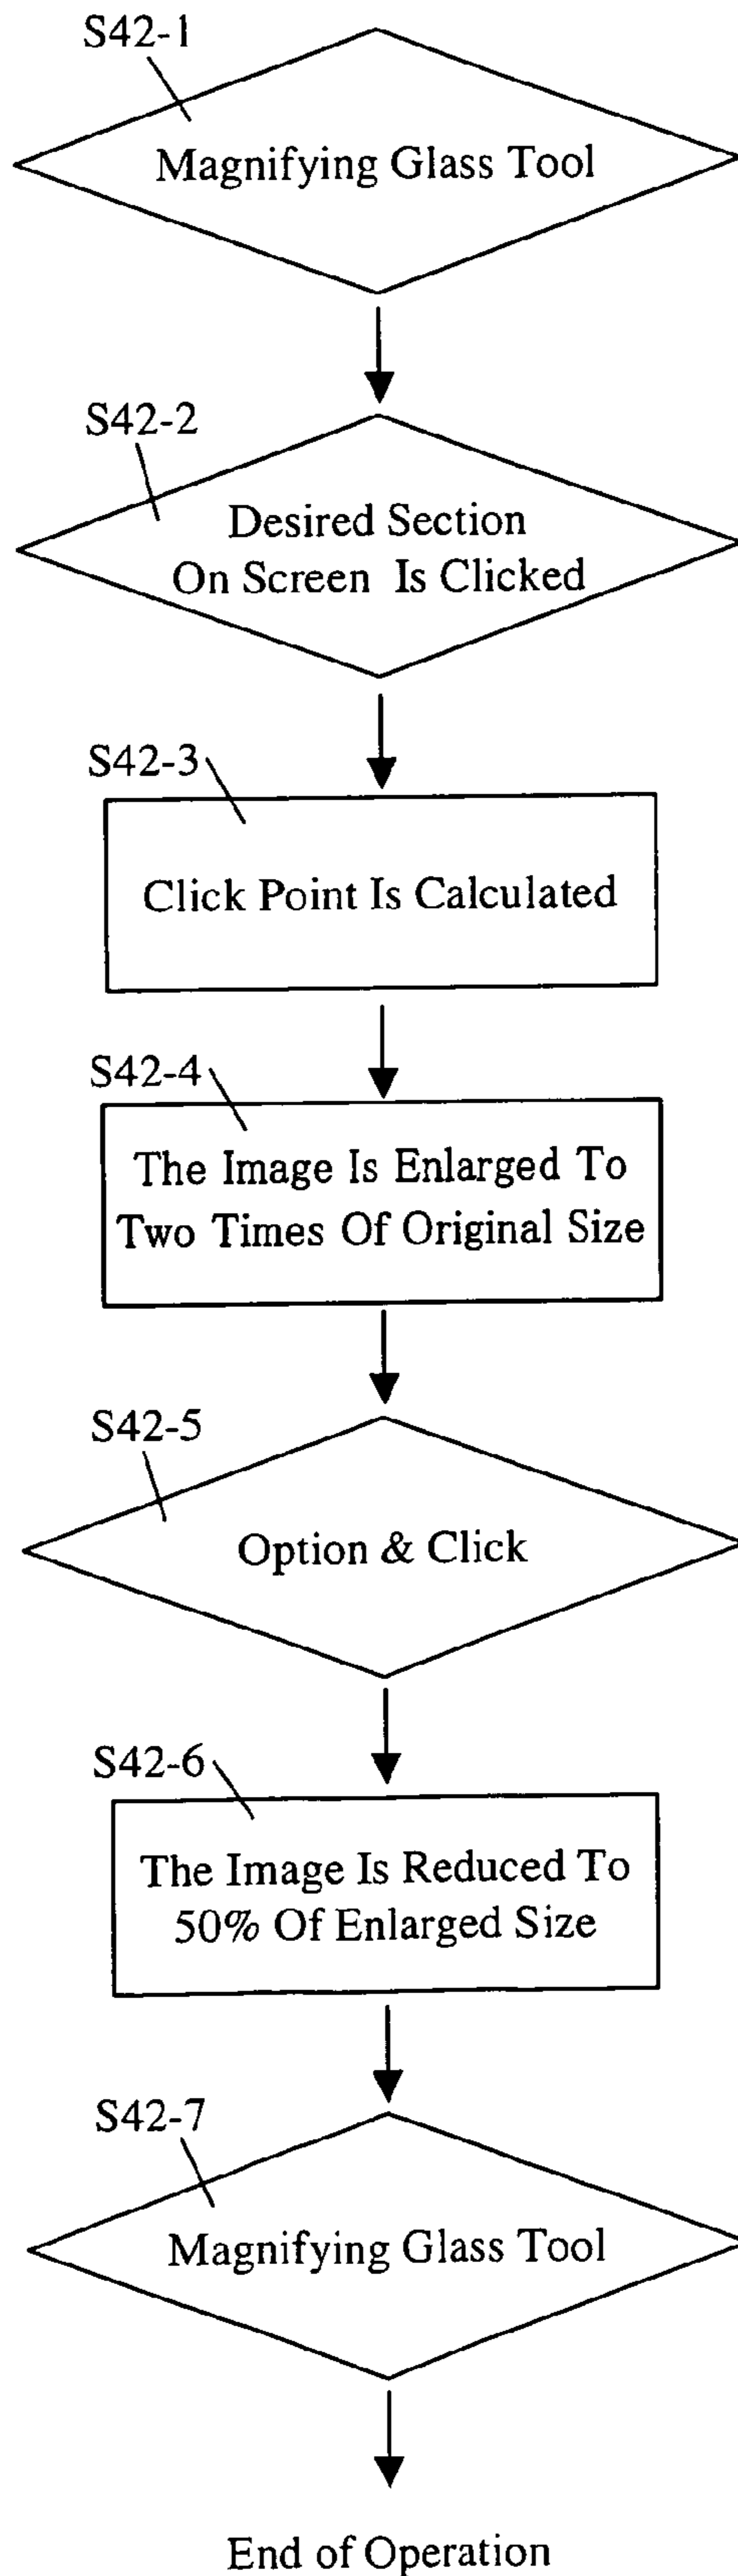 S42-1
Magnifying Glass Tool
S42-2
Desired Section
On Screen Is Clicked
S42-3
Click Point Is Calculated
S42-4
The Image Is Enlarged To
Two Times Of Original Size
S42-5
Option & Click
S42-6
The Image Is Reduced To
50% Of Enlarged Size
S42-7
Magnifying Glass Tool
End of Operation